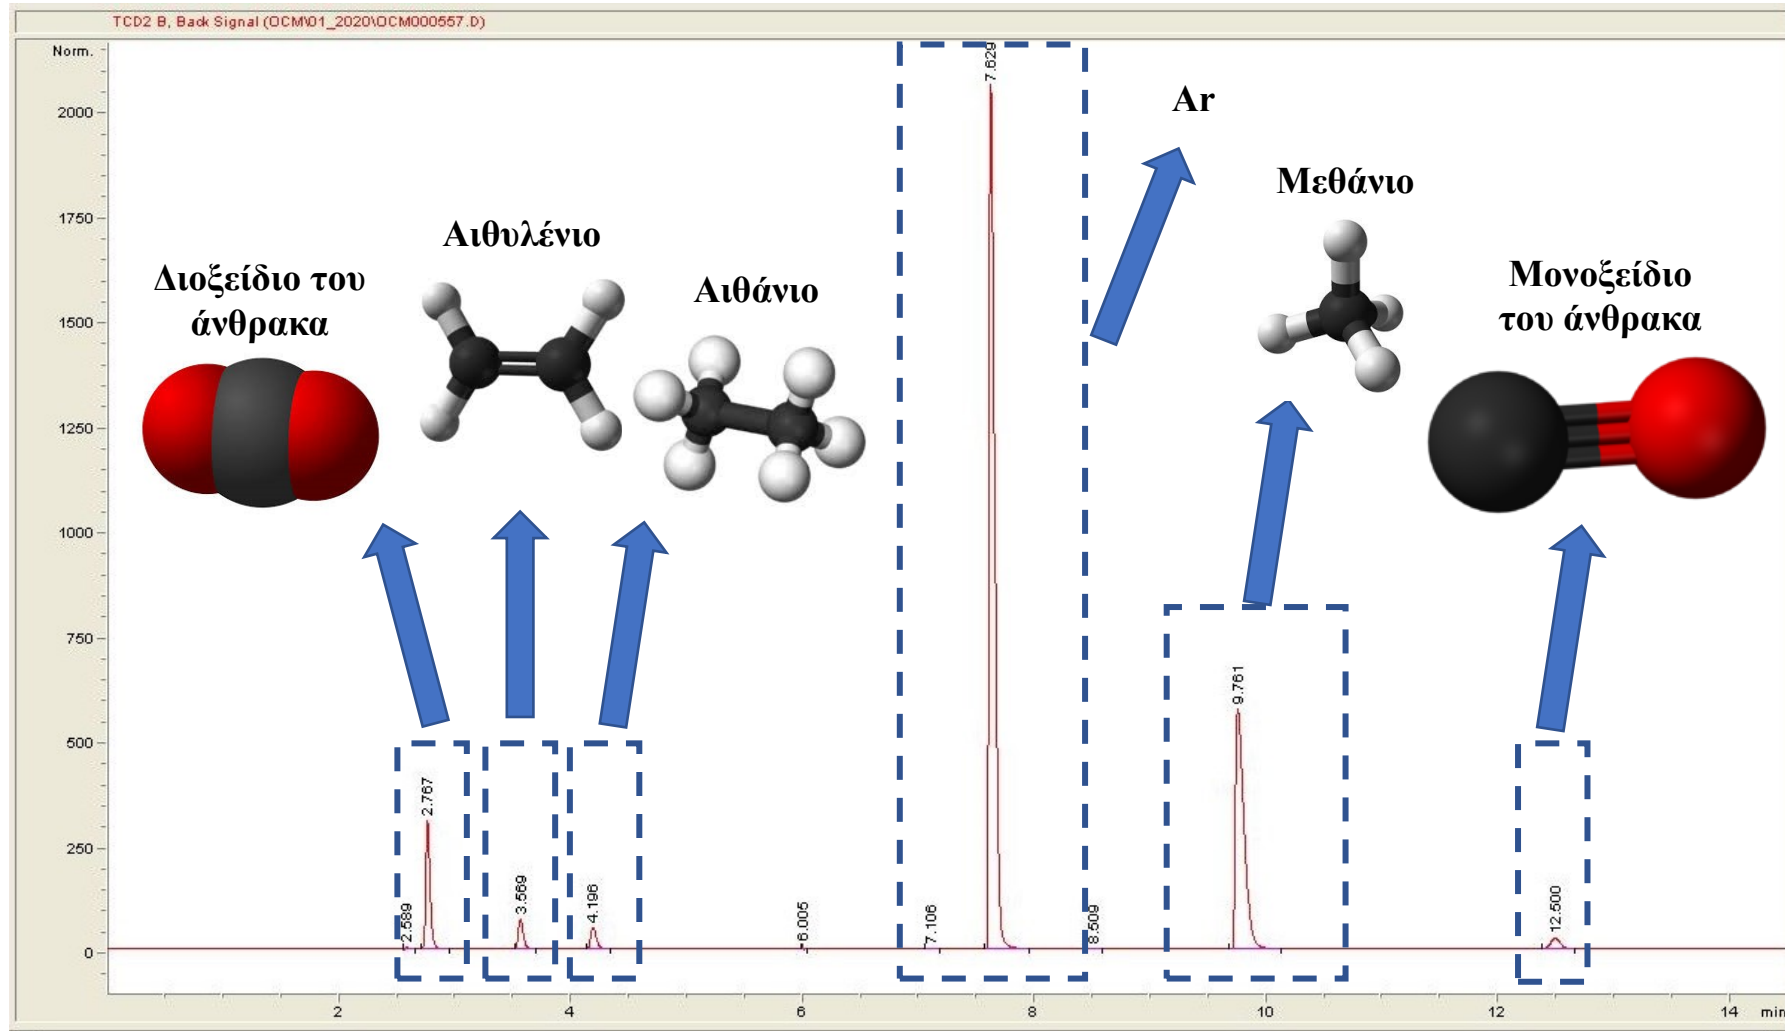 TCD2 B, Back Signal (OCM\01_2020\OCM000557.D)
Norm.
2000
1750
1500
1250
1000
750
500
250
0
Διοξείδιο του
άνθρακα
Αιθυλένιο
Αιθάνιο
Ar
Μεθάνιο
Μονοξείδιο
του άνθρακα
2.589
2.767
3.569
4.196
6.005
7.106
7.629
8.509
9.761
12.500
2
4
6
8
10
12
14
min